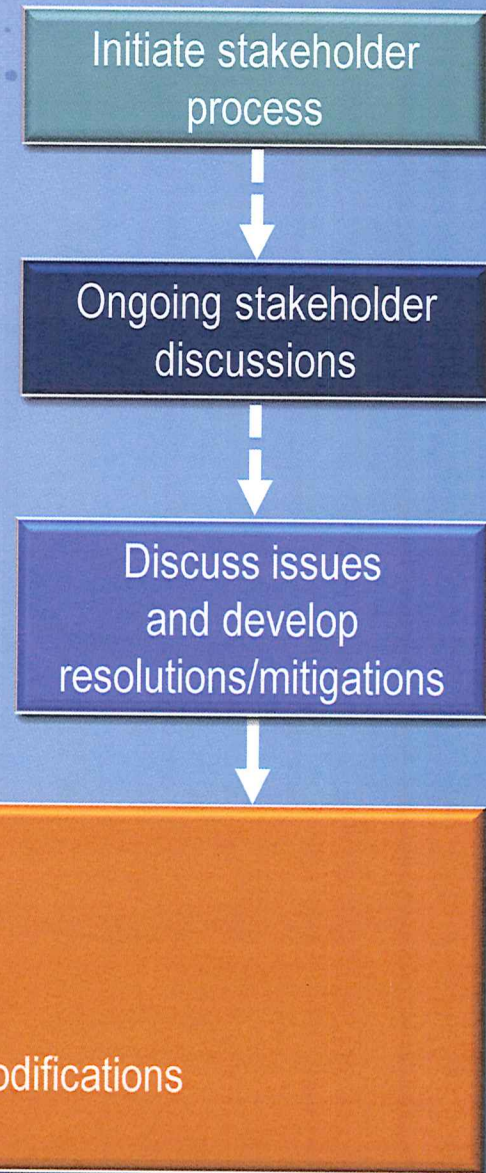 Initiate stakeholder
process
Ongoing stakeholder
discussions
Discuss issues
and develop
resolutions/mitigations
odifications